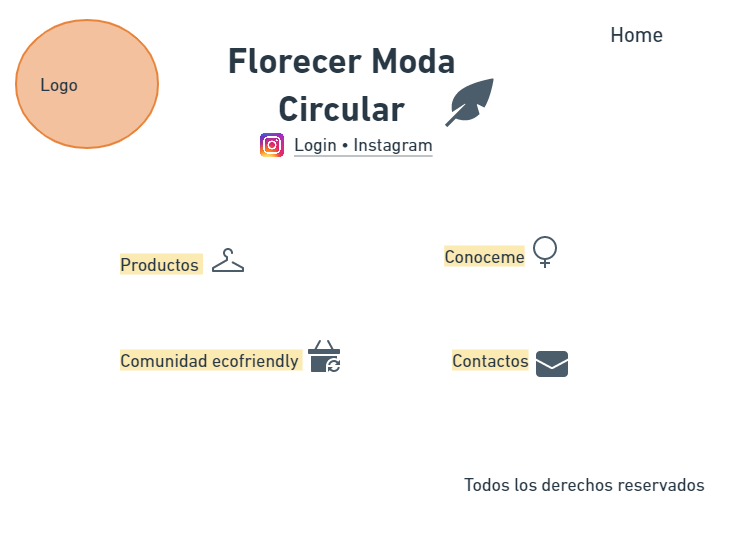 Home
Logo
Florecer Moda
Circular
Login • Instagram
Productos
Conoceme
Comunidad ecofriendly
Contactos
Todos los derechos reservados